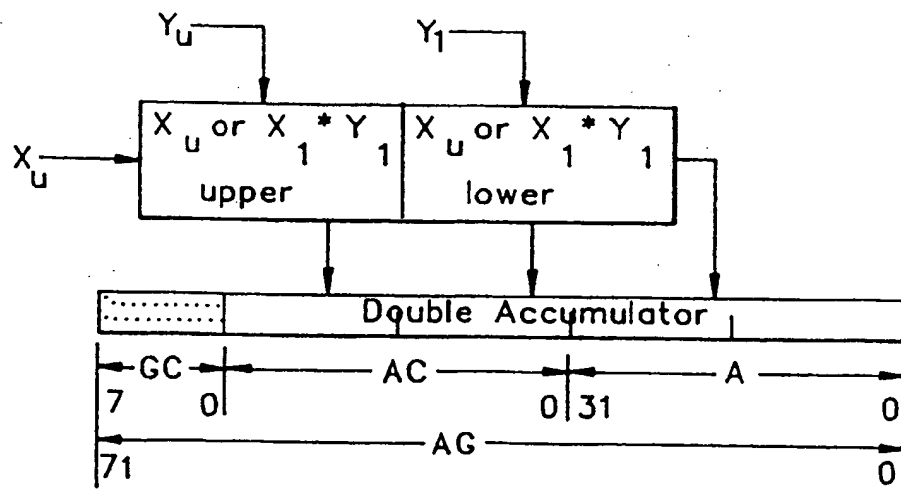 Yu Y1
Xu or X1 * Y1 Xu or X1 * Y1
Xu
upper lower
Double Accumulator
GC AC A
7 0 0 31 0
AG
71 0